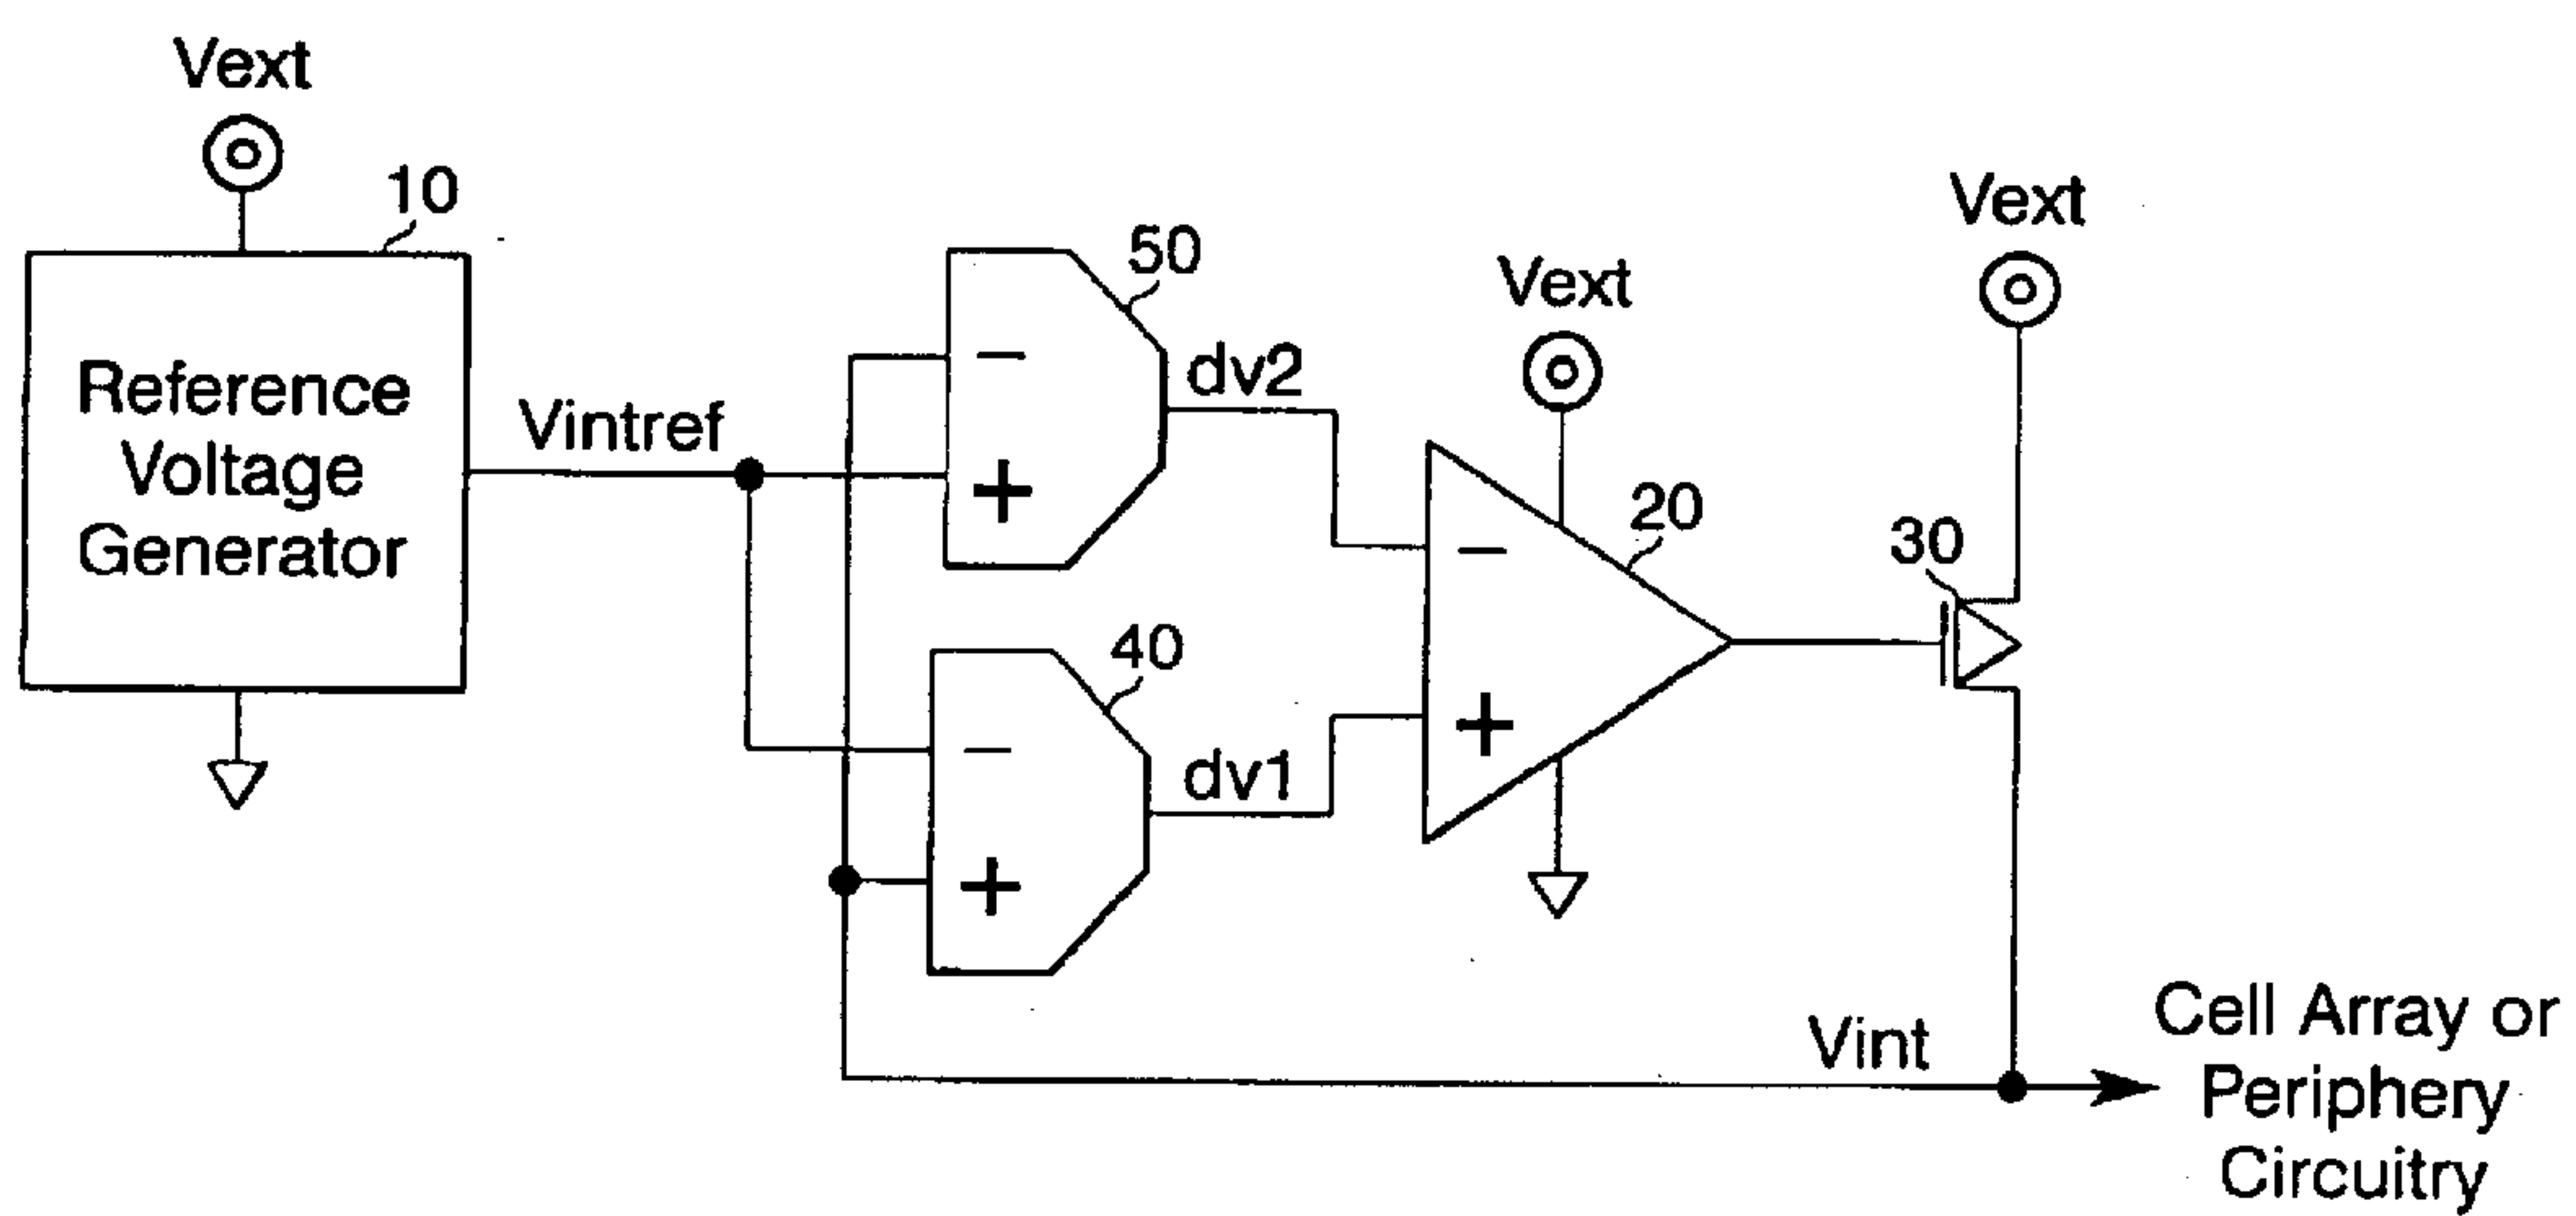 Vext
10
Reference
Voltage
Generator
Vintref
−
+
50
dv2
−
+
40
dv1
Vext
−
+
20
Vext
30
Vint
Cell Array or
Periphery
Circuitry